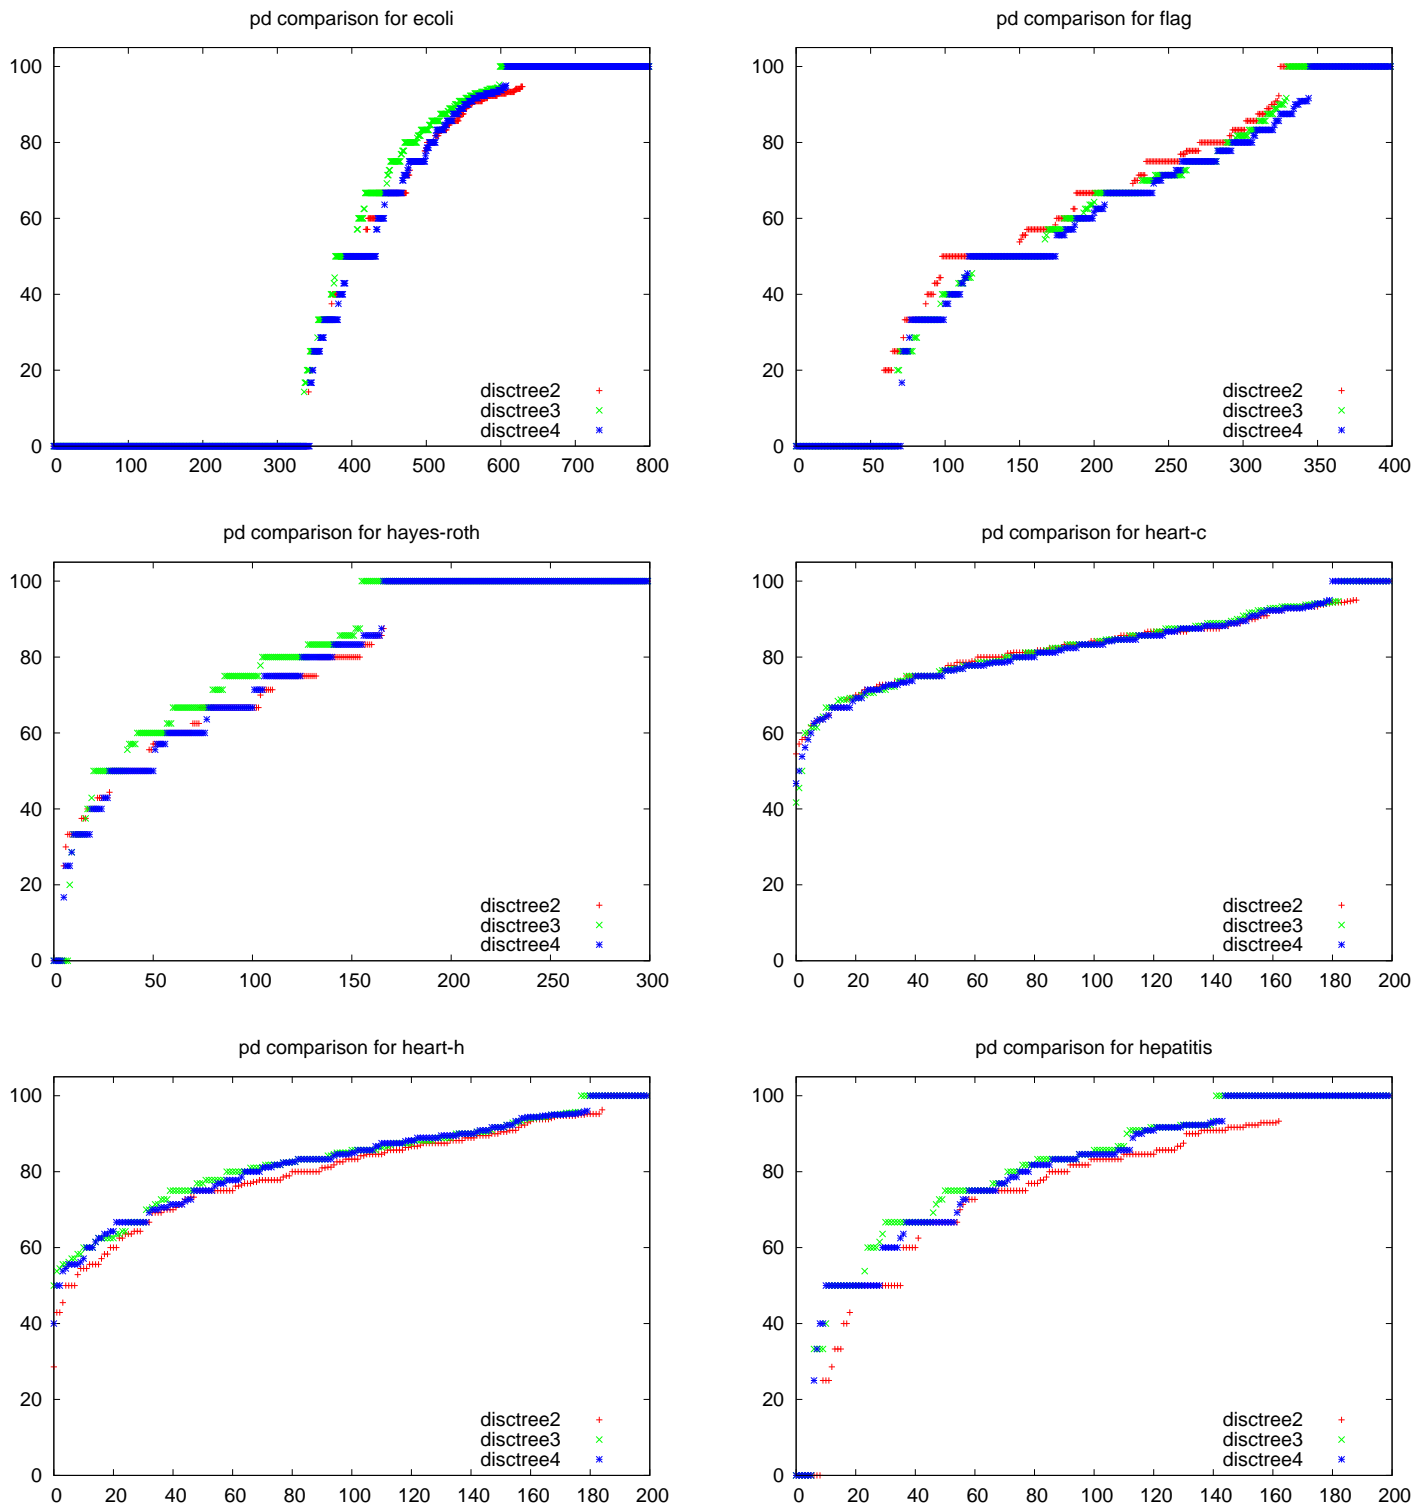 pd comparison for ecoli
100
80
60
40
20
0
disctree2
disctree3
disctree4
0 100 200 300 400 500 600 700 800
pd comparison for flag
100
80
60
40
20
0
disctree2
disctree3
disctree4
0 50 100 150 200 250 300 350 400
pd comparison for hayes-roth
100
80
60
40
20
0
disctree2
disctree3
disctree4
0 50 100 150 200 250 300
pd comparison for heart-c
100
80
60
40
20
0
disctree2
disctree3
disctree4
0 20 40 60 80 100 120 140 160 180 200
pd comparison for heart-h
100
80
60
40
20
0
disctree2
disctree3
disctree4
0 20 40 60 80 100 120 140 160 180 200
pd comparison for hepatitis
100
80
60
40
20
0
disctree2
disctree3
disctree4
0 20 40 60 80 100 120 140 160 180 200